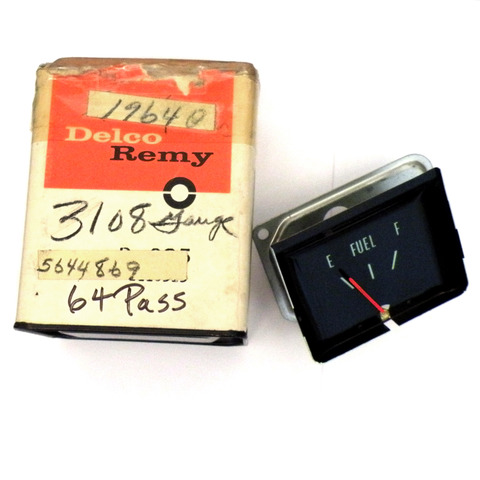 19640
Delco
Remy
3108 Gauge
5644869
64 Pass
E FUEL F